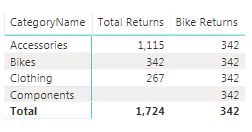 CategoryName Total Returns Bike Returns
Accessories 1,115 342
Bikes 342 342
Clothing 267 342
Components 342
Total 1,724 342